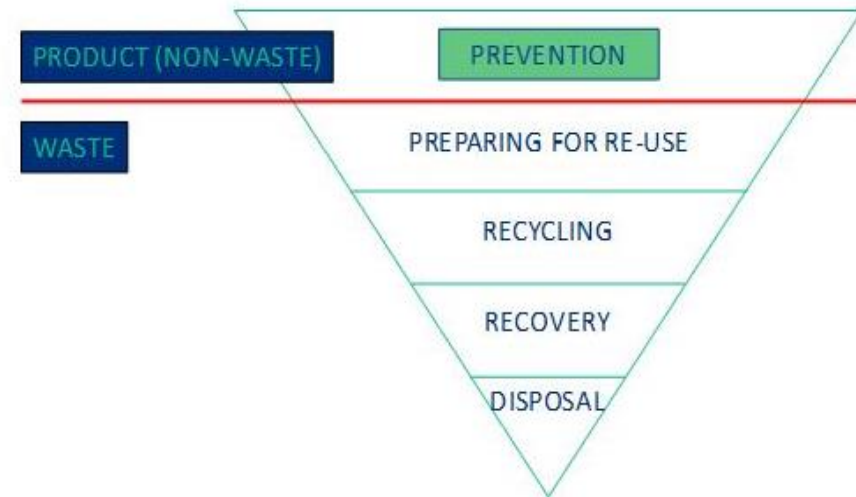 PRODUCT (NON-WASTE)
PREVENTION
WASTE
PREPARING FOR RE-USE
RECYCLING
RECOVERY
DISPOSAL